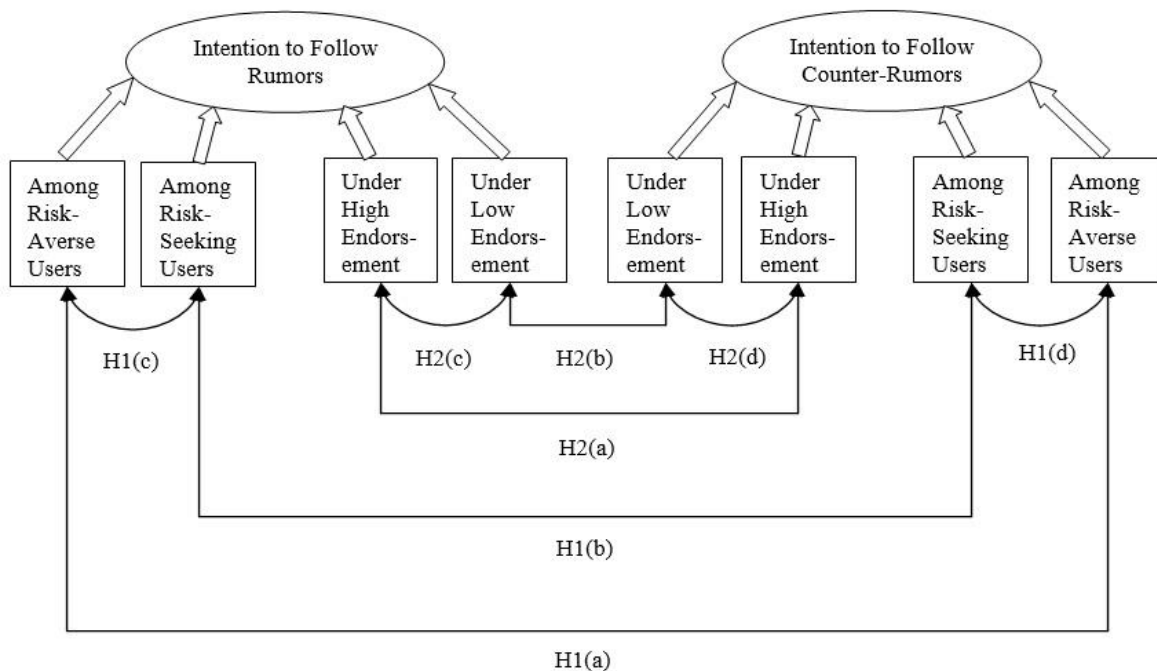 Intention to Follow
Rumors
Intention to Follow
Counter-Rumors
Among
Risk-
Averse
Users
Among
Risk-
Seeking
Users
Under
High
Endors-
ement
Under
Low
Endors-
ement
Under
Low
Endors-
ement
Under
High
Endors-
ement
Among
Risk-
Seeking
Users
Among
Risk-
Averse
Users
H1(c)
H2(c)
H2(b)
H2(d)
H1(d)
H2(a)
H1(b)
H1(a)